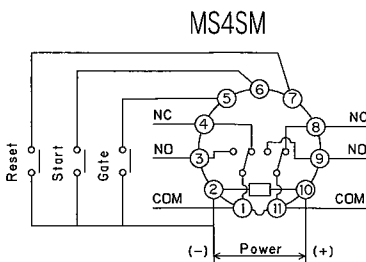 MS4SM
6
5
7
NC
4
8
NC
NO
3
9
NO
Reset
Start
Gate
2
10
COM
1
11
COM
(-)
Power
(+)